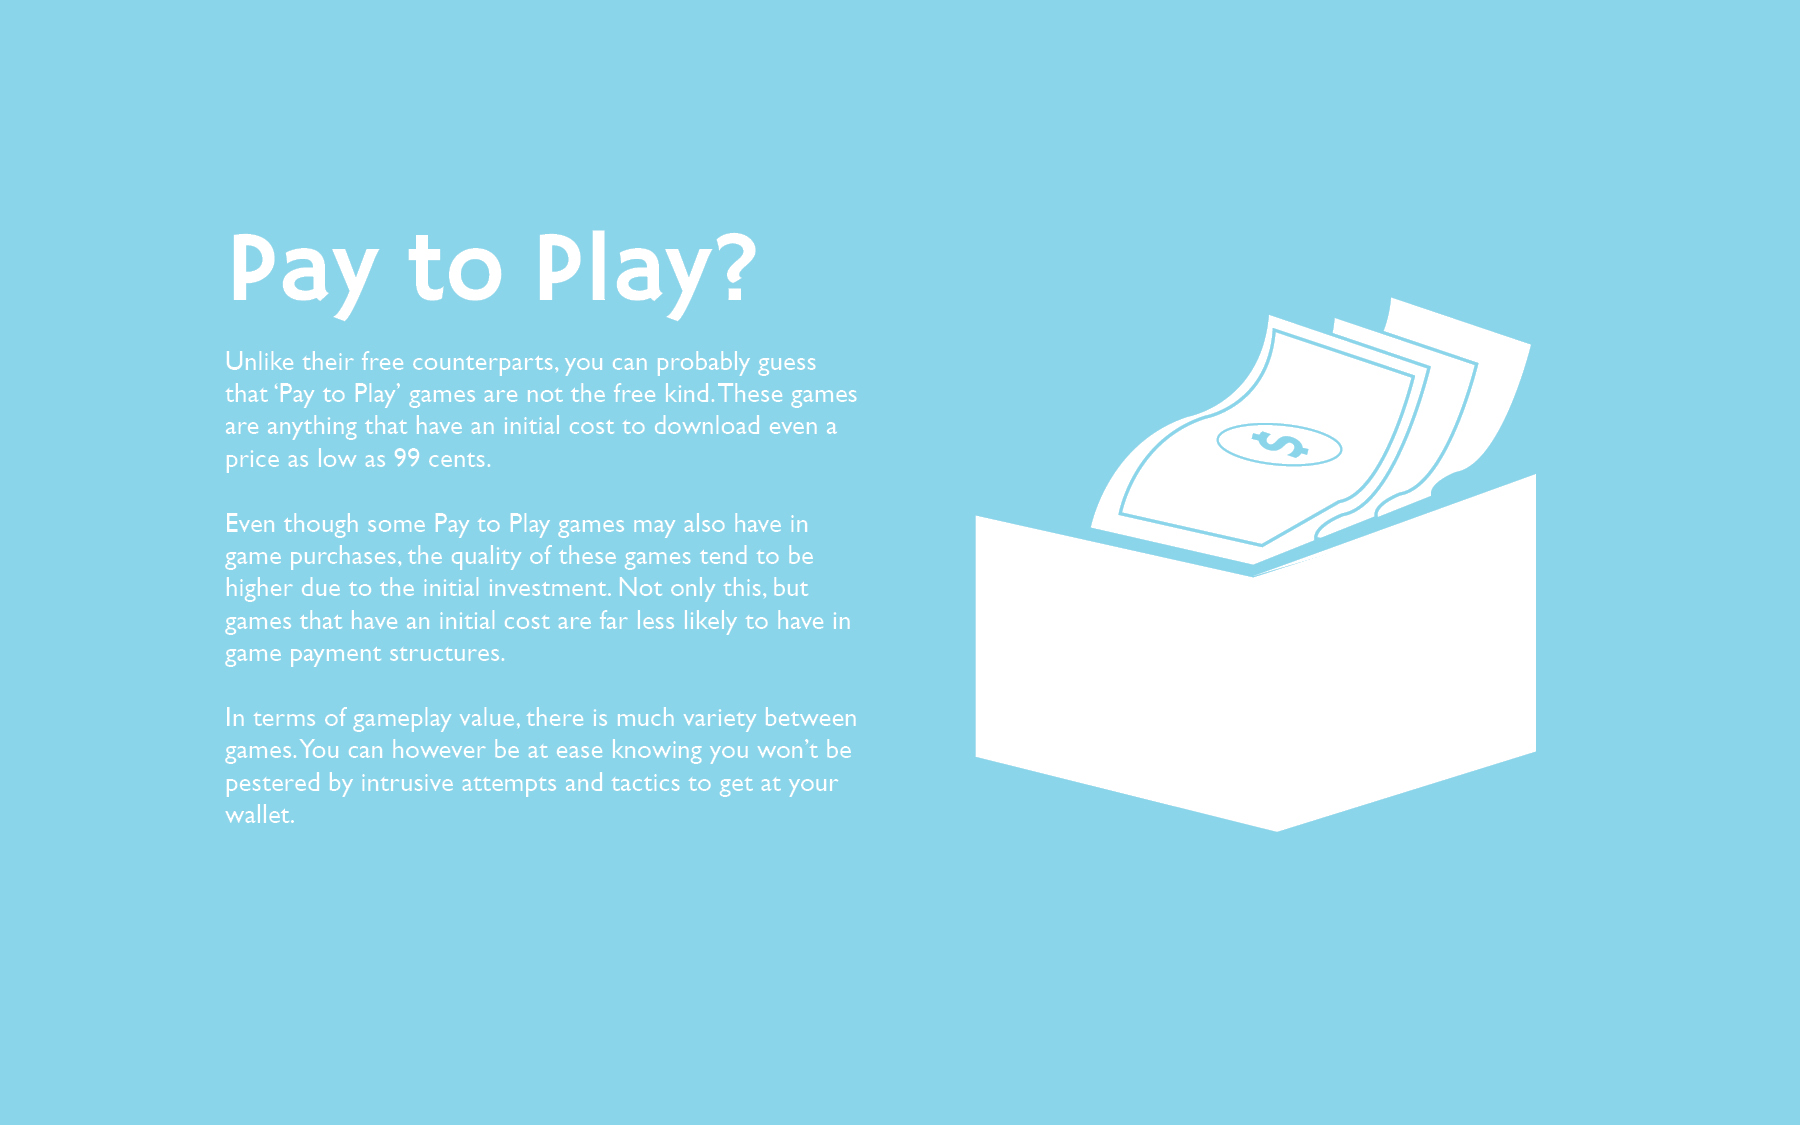 Pay to Play?
Unlike their free counterparts, you can probably guess
that ‘Pay to Play’ games are not the free kind. These games
are anything that have an initial cost to download even a
price as low as 99 cents.
Even though some Pay to Play games may also have in
game purchases, the quality of these games tend to be
higher due to the initial investment. Not only this, but
games that have an initial cost are far less likely to have in
game payment structures.
In terms of gameplay value, there is much variety between
games. You can however be at ease knowing you won’t be
pestered by intrusive attempts and tactics to get at your
wallet.
$